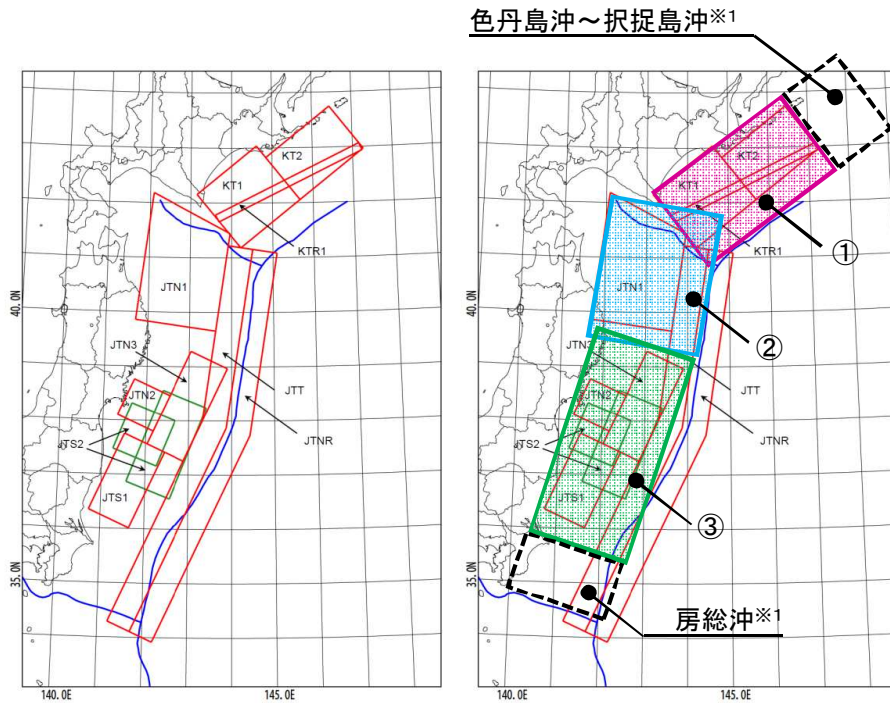 色丹島沖～択捉島沖※1
KT2
KT1
KTR1
JTN1
40.0N
JTN3
JTN2
JTT
JTS2
JTNR
JTS1
35.0N
140.0E
145.0E
KT2
KT1
①
KTR1
JTN1
40.0N
②
JTN3
JTN2
JTT
JTS2
JTNR
JTS1
③
35.0N
房総沖※1
140.0E
145.0E